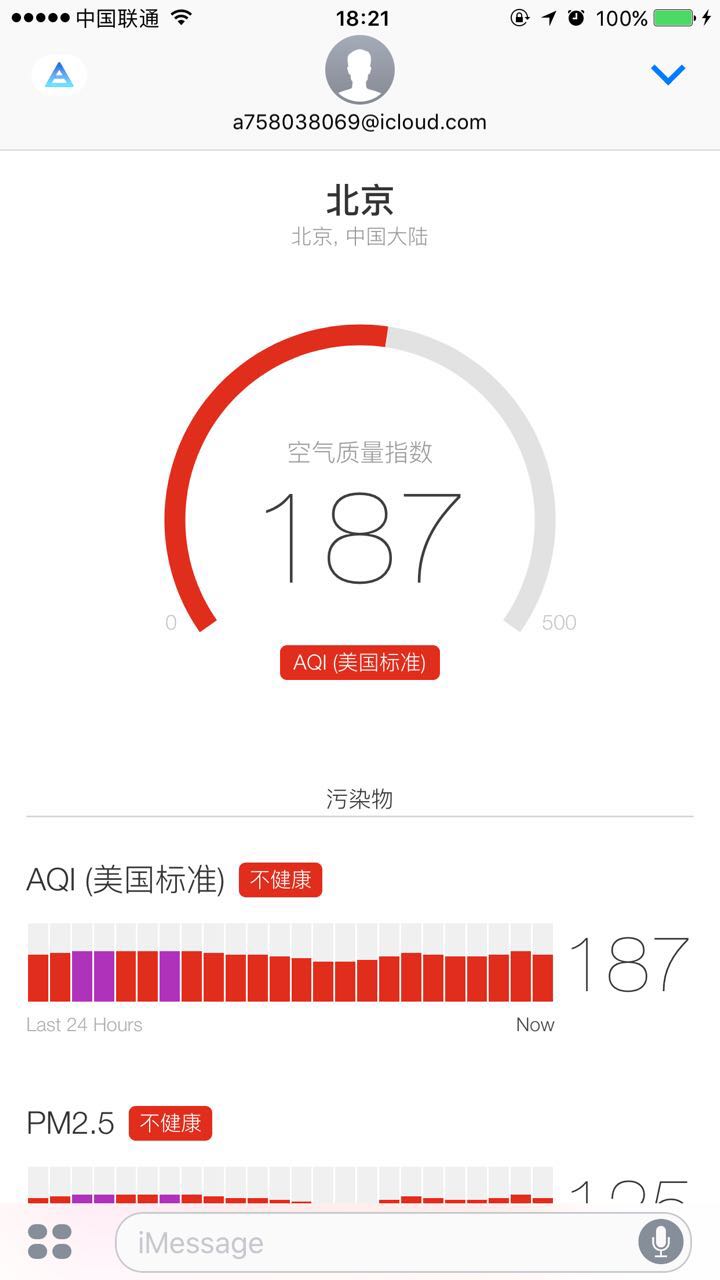 中国联通 18:21 100%
a758038069@icloud.com
北京
北京, 中国大陆
空气质量指数
187
0 500
AQI (美国标准)
污染物
AQI (美国标准) 不健康
187
Last 24 Hours Now
PM2.5 不健康
iMessage